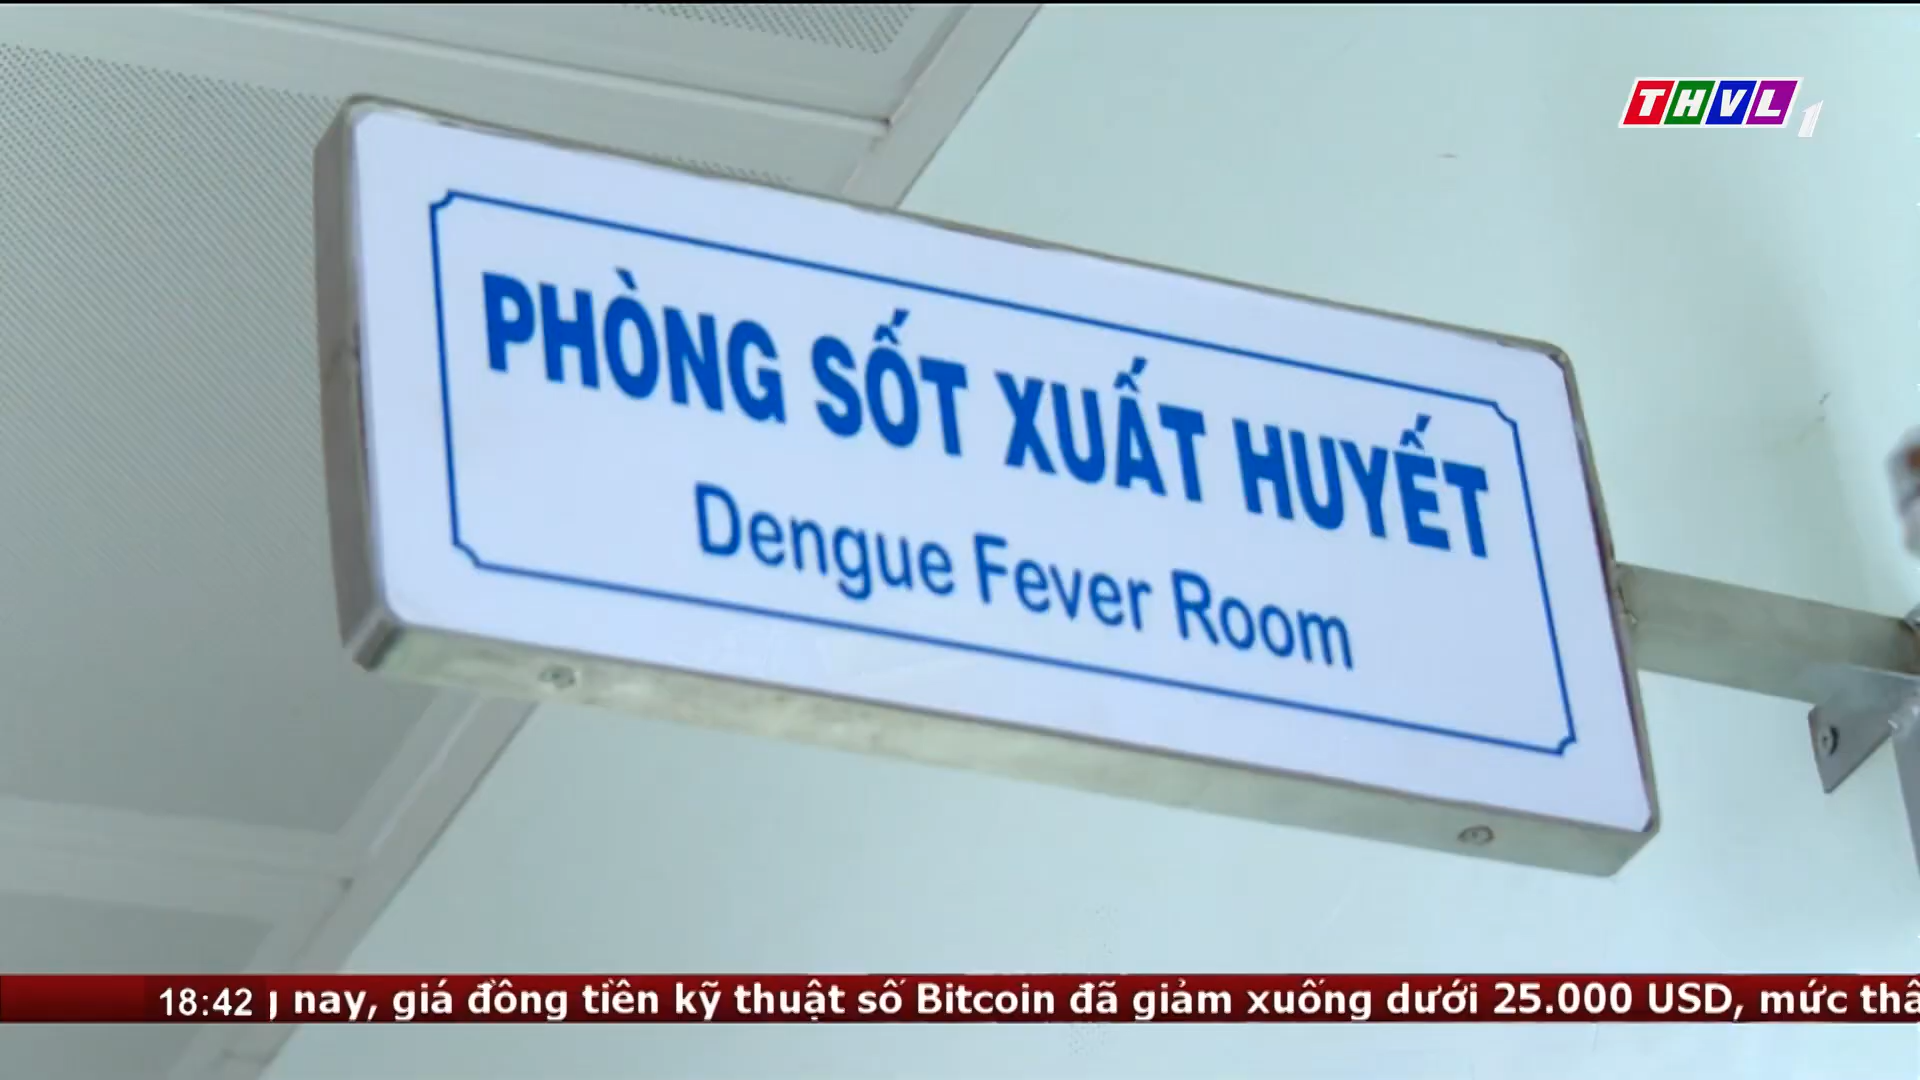 THVL1
PHÒNG SỐT XUẤT HUYẾT
Dengue Fever Room
18:42 nay, giá đồng tiền kỹ thuật số Bitcoin đã giảm xuống dưới 25.000 USD, mức